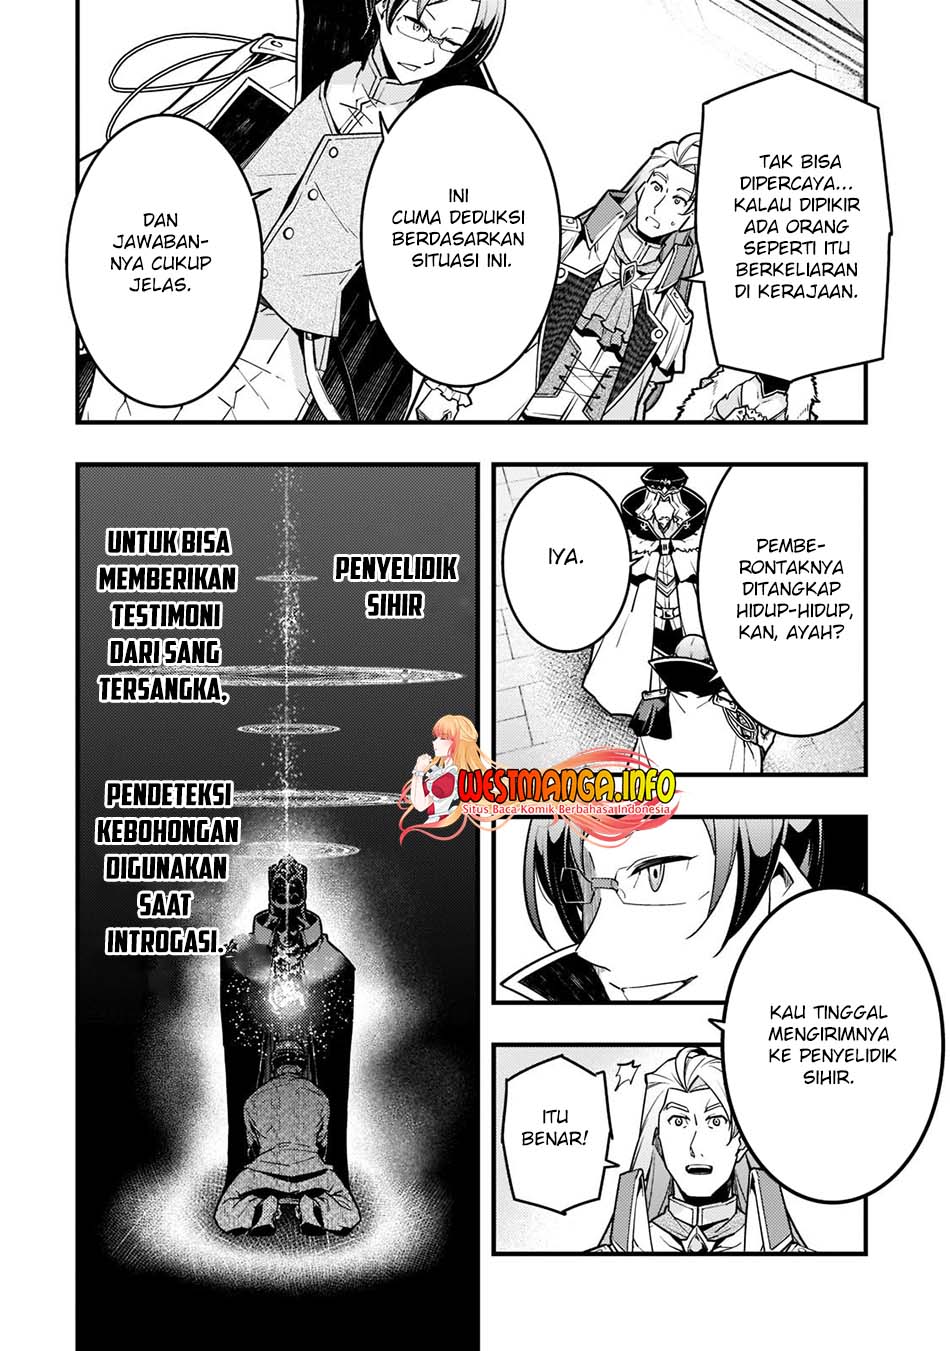 TAK BISA
DIPERCAYA...
KALAU DIPIKIR
ADA ORANG
SEPERTI ITU
BERKELIARAN
DI KERAJAAN.
INI
CUMA DEDUKSI
BERDASARKAN
SITUASI INI.
DAN
JAWABAN-
NYA CUKUP
JELAS.
PEMBE-
RONTAKNYA
DITANGKAP
HIDUP-HIDUP,
KAN, AYAH?
IYA.
KAU TINGGAL
MENGIRIMNYA
KE PENYELIDIK
SIHIR.
ITU
BENAR!
PENYELIDIK
SIHIR
UNTUK BISA
MEMBERIKAN
TESTIMONI
DARI SANG
TERSANGKA,
PENDETEKSI
KEBOHONGAN
DIGUNAKAN
SAAT
INTROGASI.
WESTMANGA.INFO
Situs Baca Komik Berbahasa Indonesia